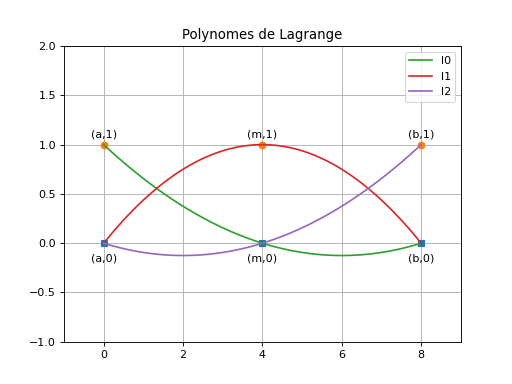 Polynomes de Lagrange
2.0
l0
l1
l2
1.5
(a,1) (m,1) (b,1)
1.0
0.5
0.0
(a,0) (m,0) (b,0)
−0.5
−1.0
0 2 4 6 8